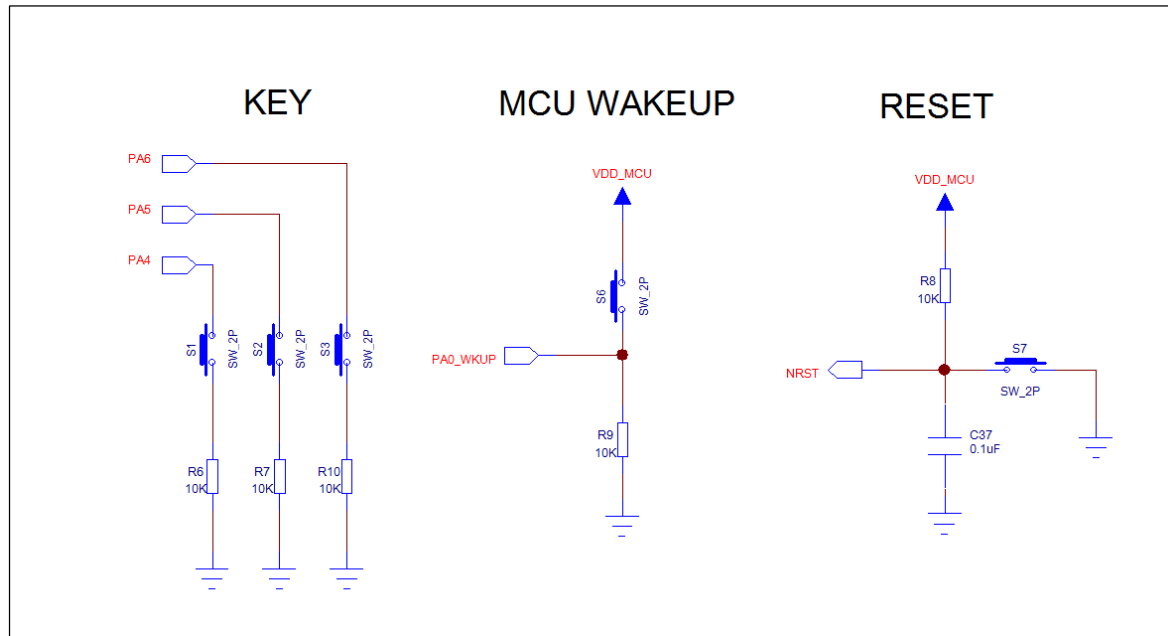 KEY
PA6
PA5
PA4
S1
SW_2P
S2
SW_2P
S3
SW_2P
R6
10K
R7
10K
R10
10K
MCU WAKEUP
VDD_MCU
S6
SW_2P
PA0_WKUP
R9
10K
RESET
VDD_MCU
R8
10K
S7
SW_2P
NRST
C37
0.1uF